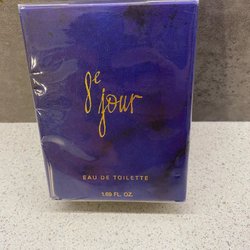 8e
jour
EAU DE TOILETTE
1.69 FL. OZ.